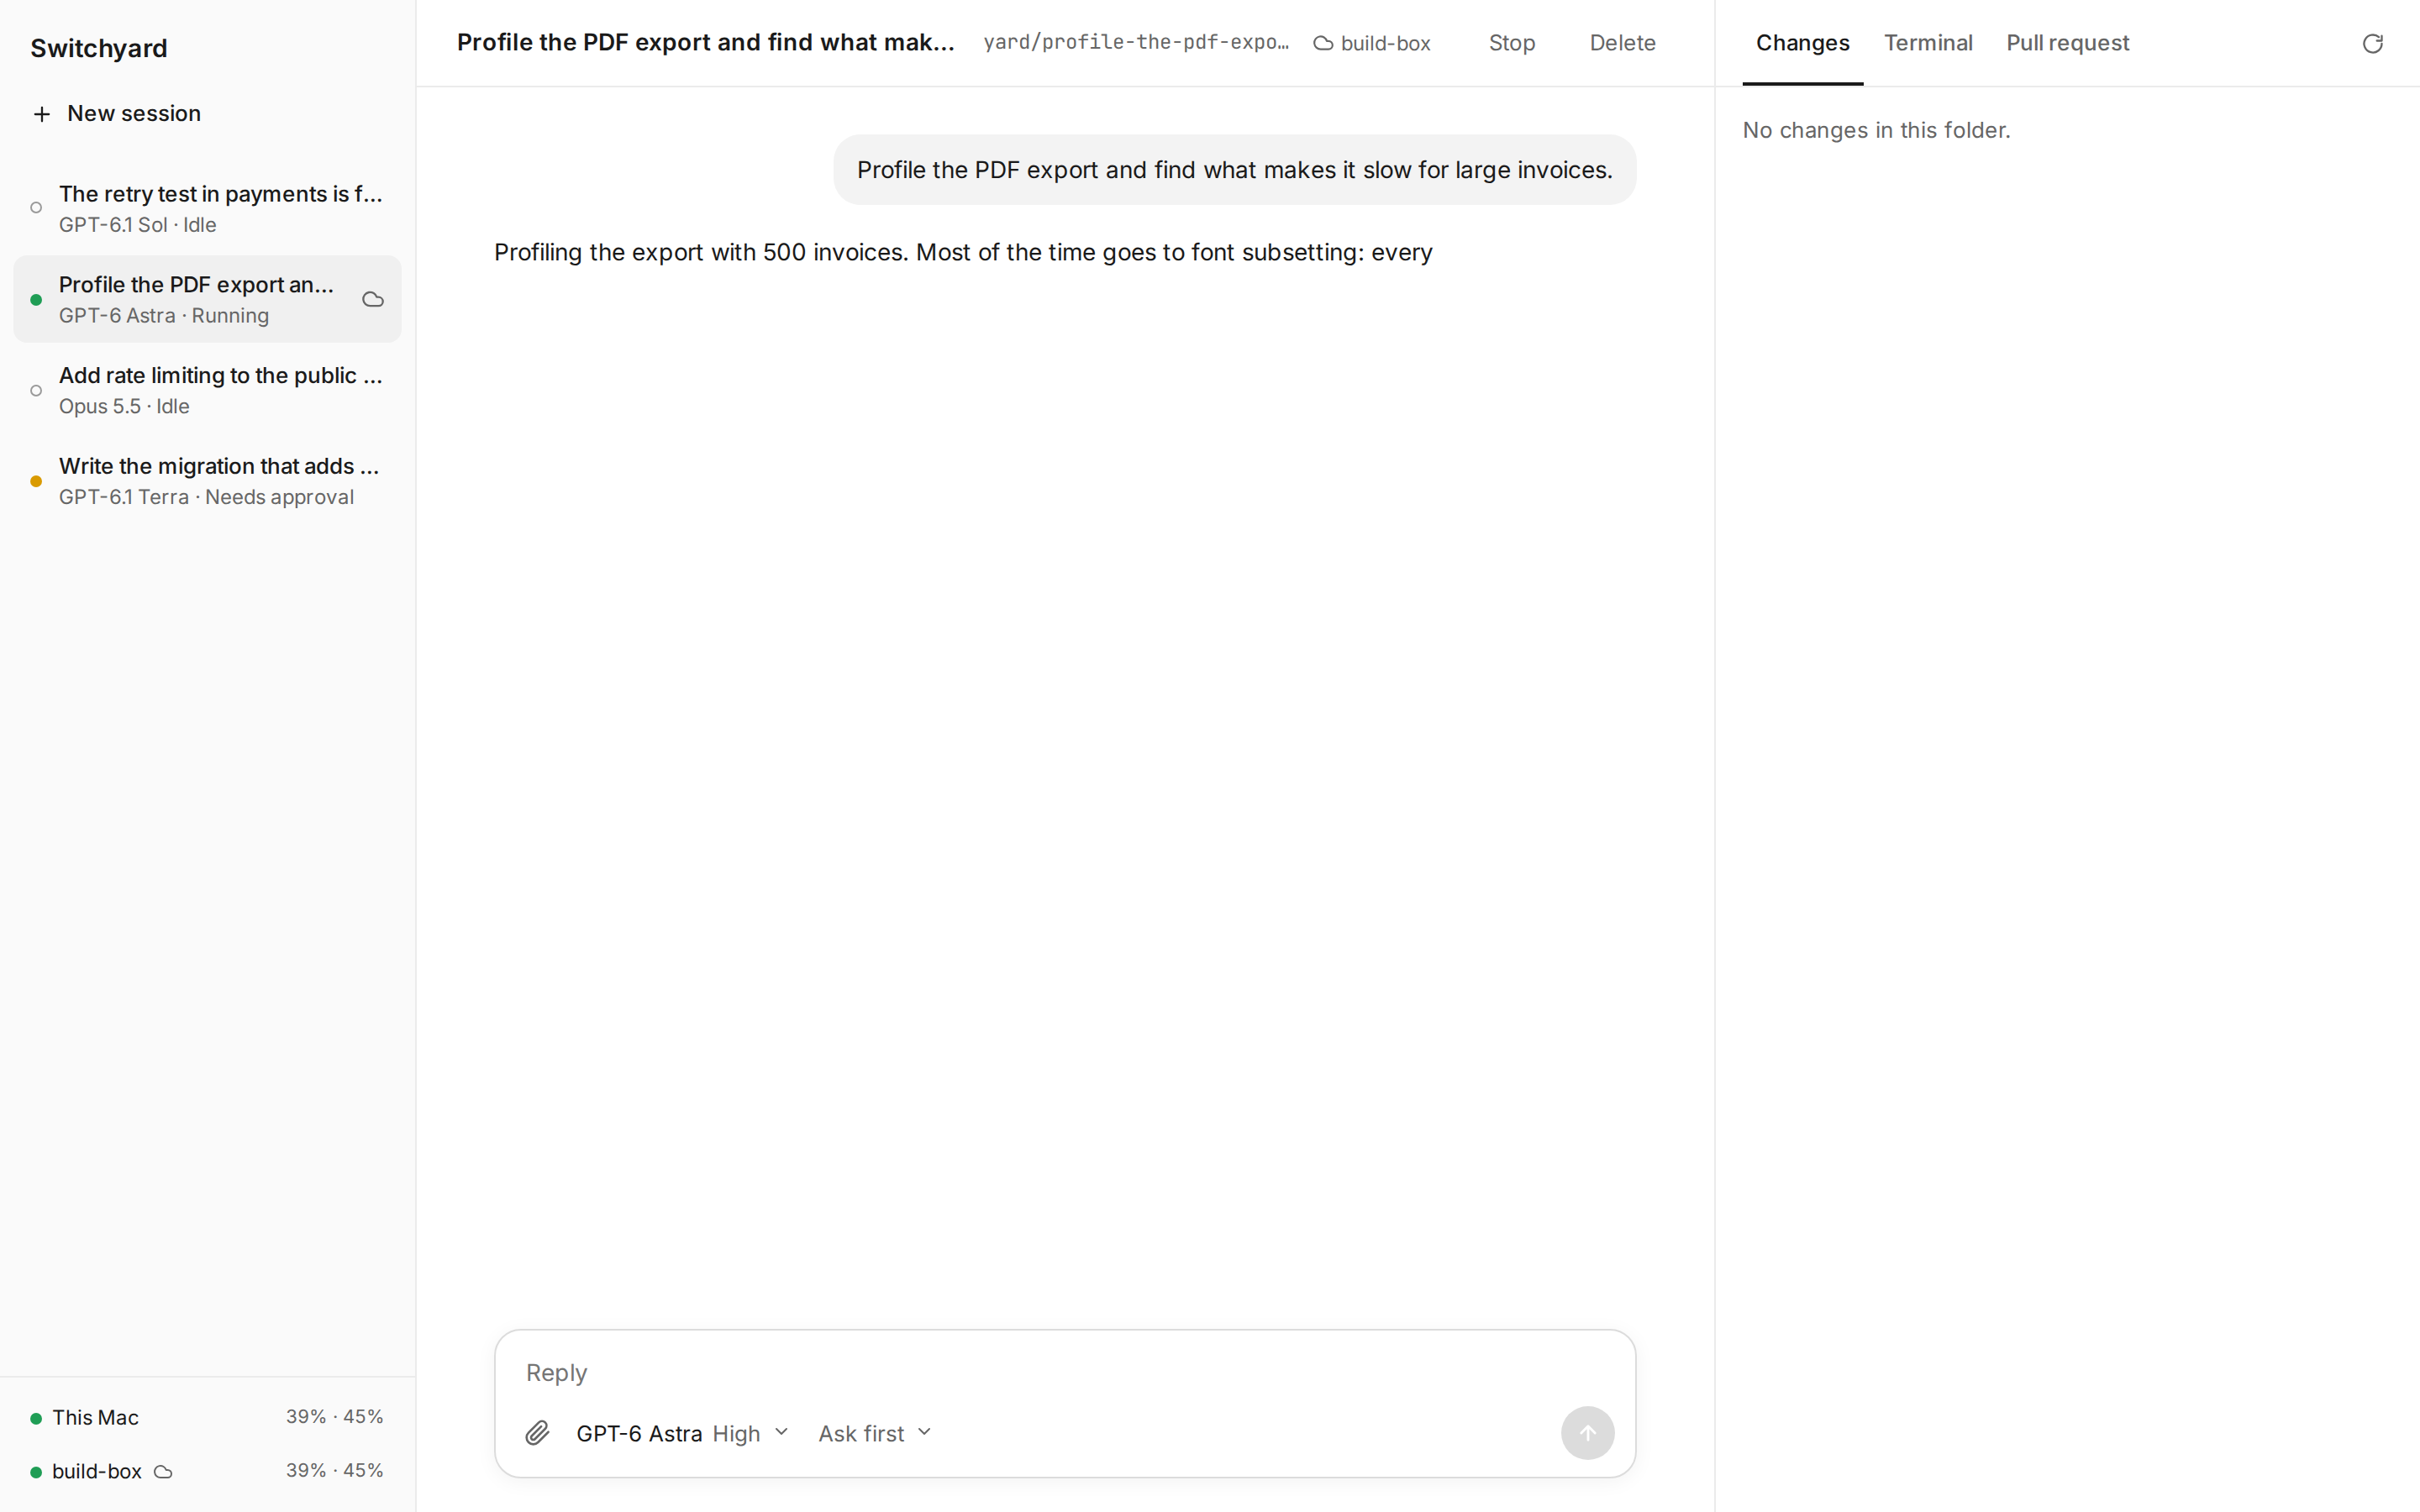 Switchyard
New session
The retry test in payments is f...
GPT-6.1 Sol · Idle
Profile the PDF export an...
GPT-6 Astra · Running
Add rate limiting to the public ...
Opus 5.5 · Idle
Write the migration that adds ...
GPT-6.1 Terra · Needs approval
This Mac 39% · 45%
build-box 39% · 45%
Profile the PDF export and find what mak... yard/profile-the-pdf-expo… build-box Stop Delete
Profile the PDF export and find what makes it slow for large invoices.
Profiling the export with 500 invoices. Most of the time goes to font subsetting: every
Reply
GPT-6 Astra High Ask first
Changes Terminal Pull request
No changes in this folder.